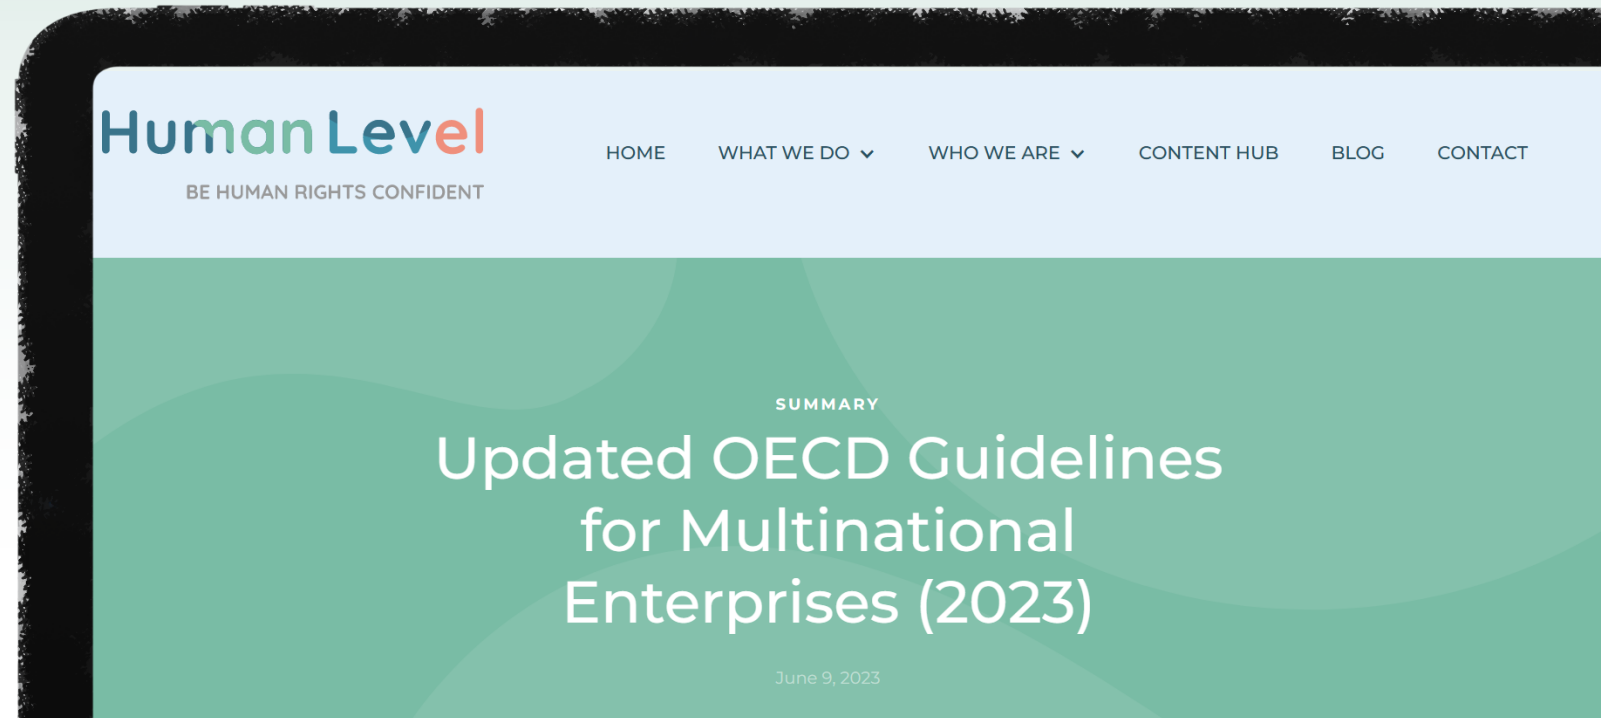 Human Level
BE HUMAN RIGHTS CONFIDENT
HOME WHAT WE DO WHO WE ARE CONTENT HUB BLOG CONTACT
SUMMARY
Updated OECD Guidelines
for Multinational
Enterprises (2023)
June 9, 2023